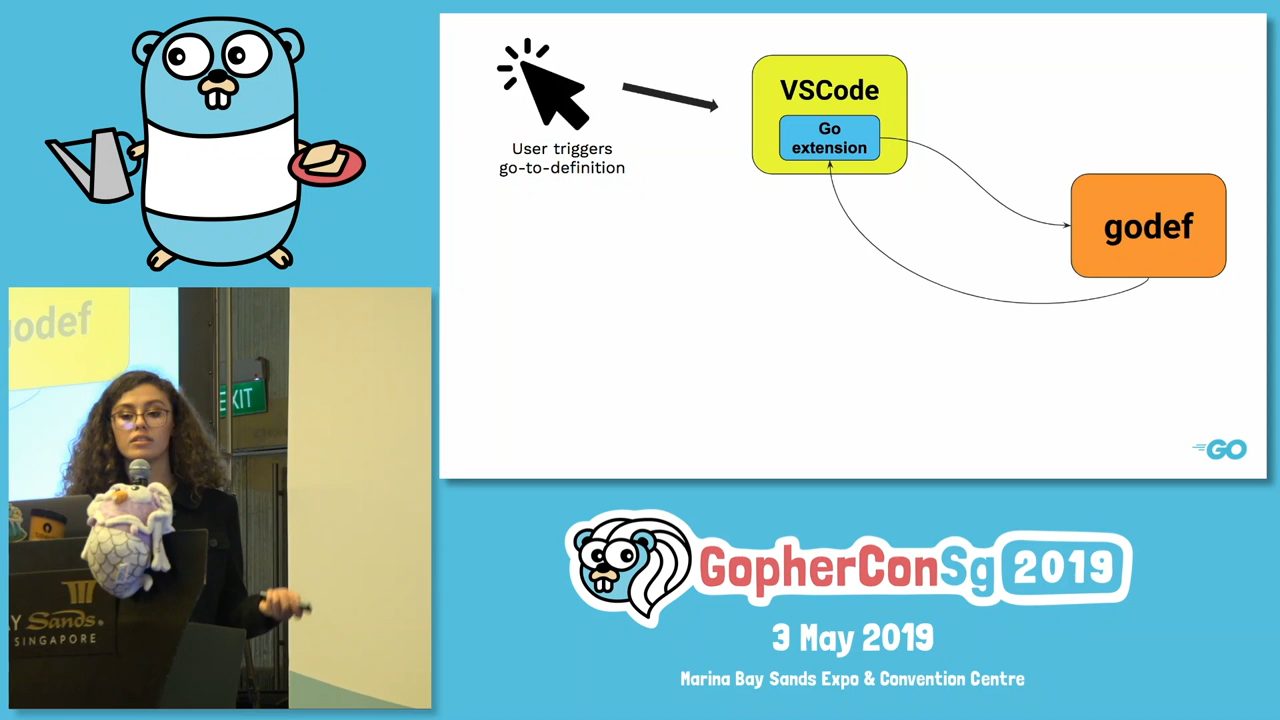 User triggers
go-to-definition
VSCode
Go
extension
godef
GO
godef
EXIT
AY Sands
SINGAPORE
GopherConSg 2019
3 May 2019
Marina Bay Sands Expo & Convention Centre